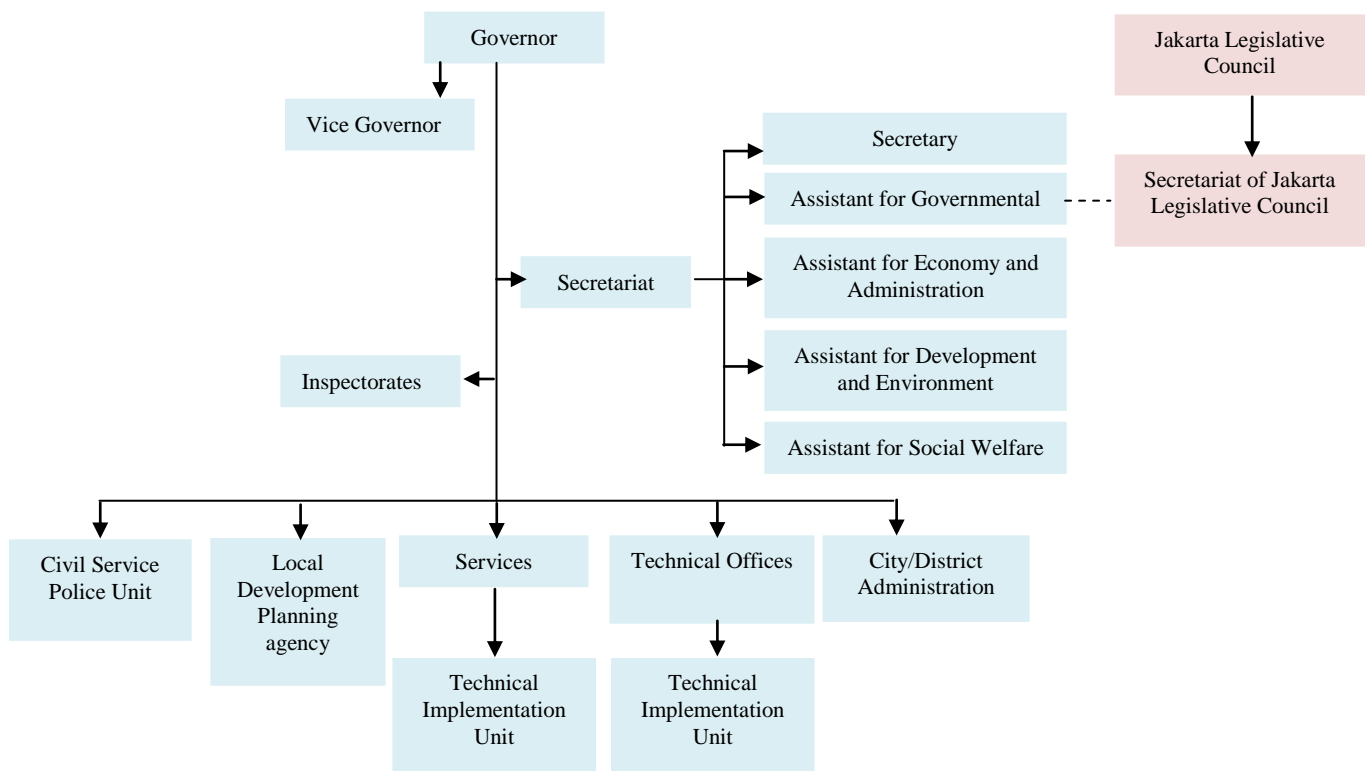 Governor
Jakarta Legislative
Council
Vice Governor
Secretary
Assistant for Governmental
Secretariat of Jakarta
Legislative Council
Assistant for Economy and
Administration
Secretariat
Assistant for Development
and Environment
Inspectorates
Assistant for Social Welfare
Civil Service
Police Unit
Local
Development
Planning
agency
Services
Technical Offices
City/District
Administration
Technical
Implementation
Unit
Technical
Implementation
Unit